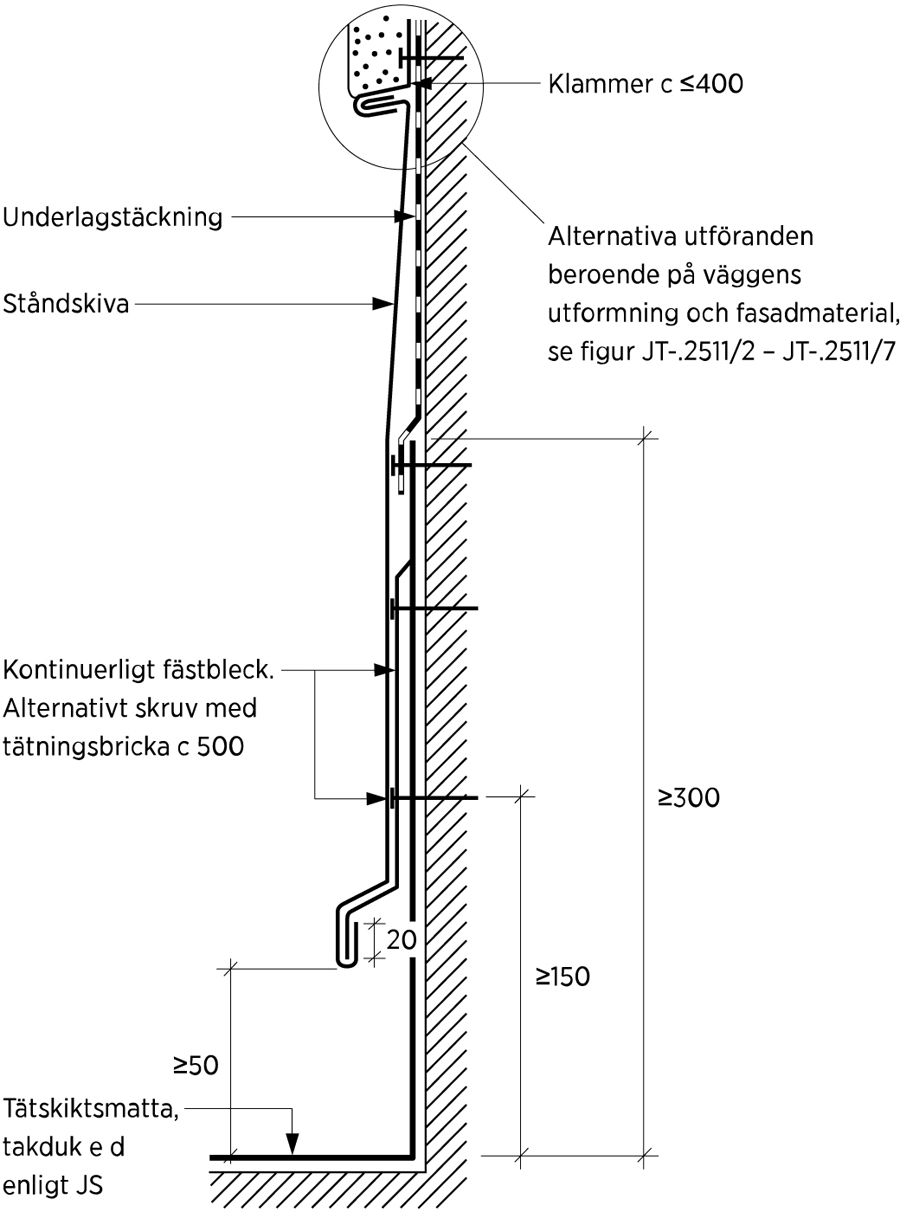 Klammer c ≤400
Underlagstäckning
Alternativa utföranden
beroende på väggens
utformning och fasadmaterial,
se figur JT-.2511/2 – JT-.2511/7
Ståndskiva
Kontinuerligt fästbleck.
Alternativt skruv med
tätningsbricka c 500
≥300
20
≥150
≥50
Tätskiktsmatta,
takduk e d
enligt JS